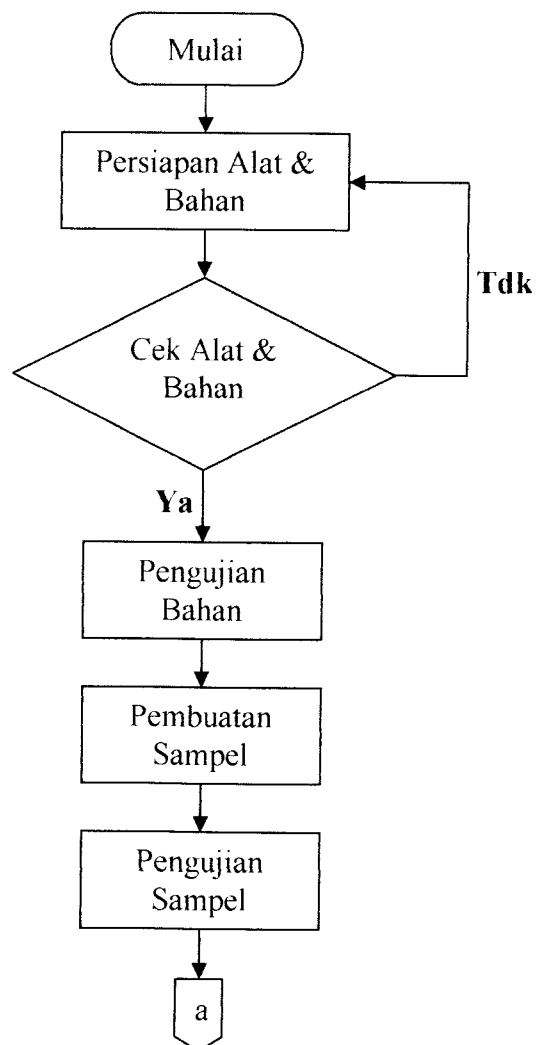 Mulai
Persiapan Alat &
Bahan
Tdk
Cek Alat &
Bahan
Ya
Pengujian
Bahan
Pembuatan
Sampel
Pengujian
Sampel
a